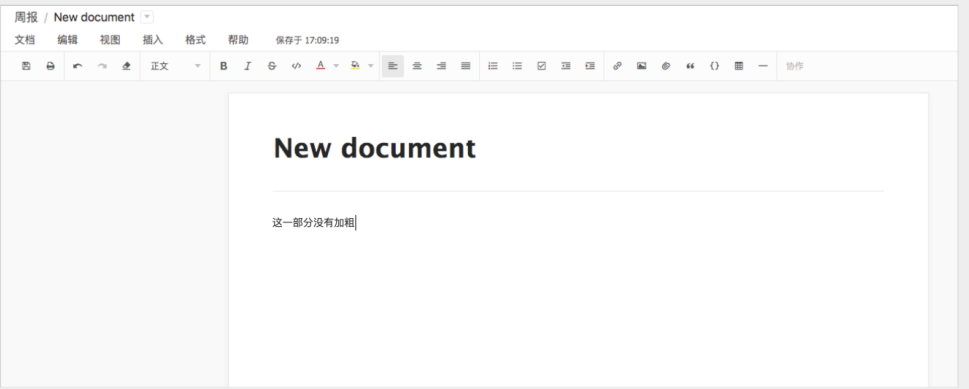 周报 / New document
文档 编辑 视图 插入 格式 帮助 保存于 17:09:19
正文 B I S </> A 协作
New document
这一部分没有加粗